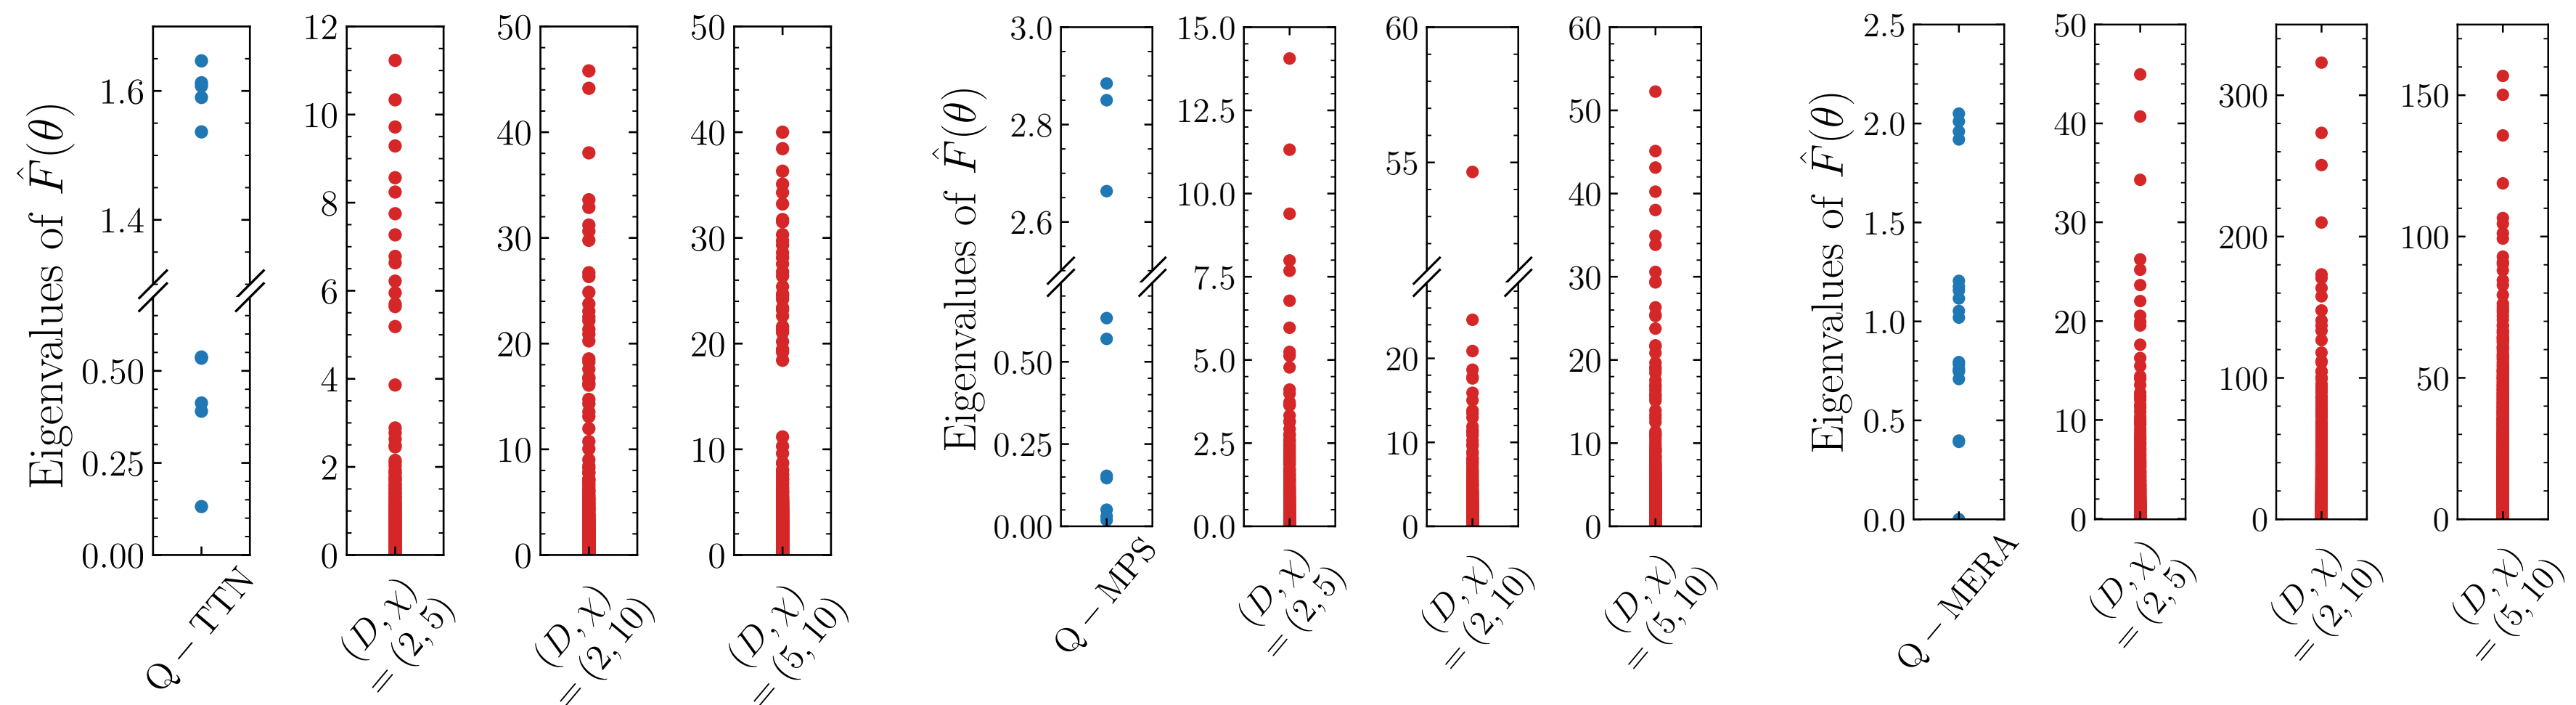 Eigenvalues of F̂(θ)
1.6
1.4
0.50
0.25
0.00
Q − TTN
12
10
8
6
4
2
0
(D, χ)
= (2, 5)
50
40
30
20
10
0
(D, χ)
= (2, 10)
50
40
30
20
10
0
(D, χ)
= (5, 10)
Eigenvalues of F̂(θ)
3.0
2.8
2.6
0.50
0.25
0.00
Q − MPS
15.0
12.5
10.0
7.5
5.0
2.5
0.0
(D, χ)
= (2, 5)
60
55
20
10
0
(D, χ)
= (2, 10)
60
50
40
30
20
10
0
(D, χ)
= (5, 10)
Eigenvalues of F̂(θ)
2.5
2.0
1.5
1.0
0.5
0.0
Q − MERA
50
40
30
20
10
0
(D, χ)
= (2, 5)
300
200
100
0
(D, χ)
= (2, 10)
150
100
50
0
(D, χ)
= (5, 10)